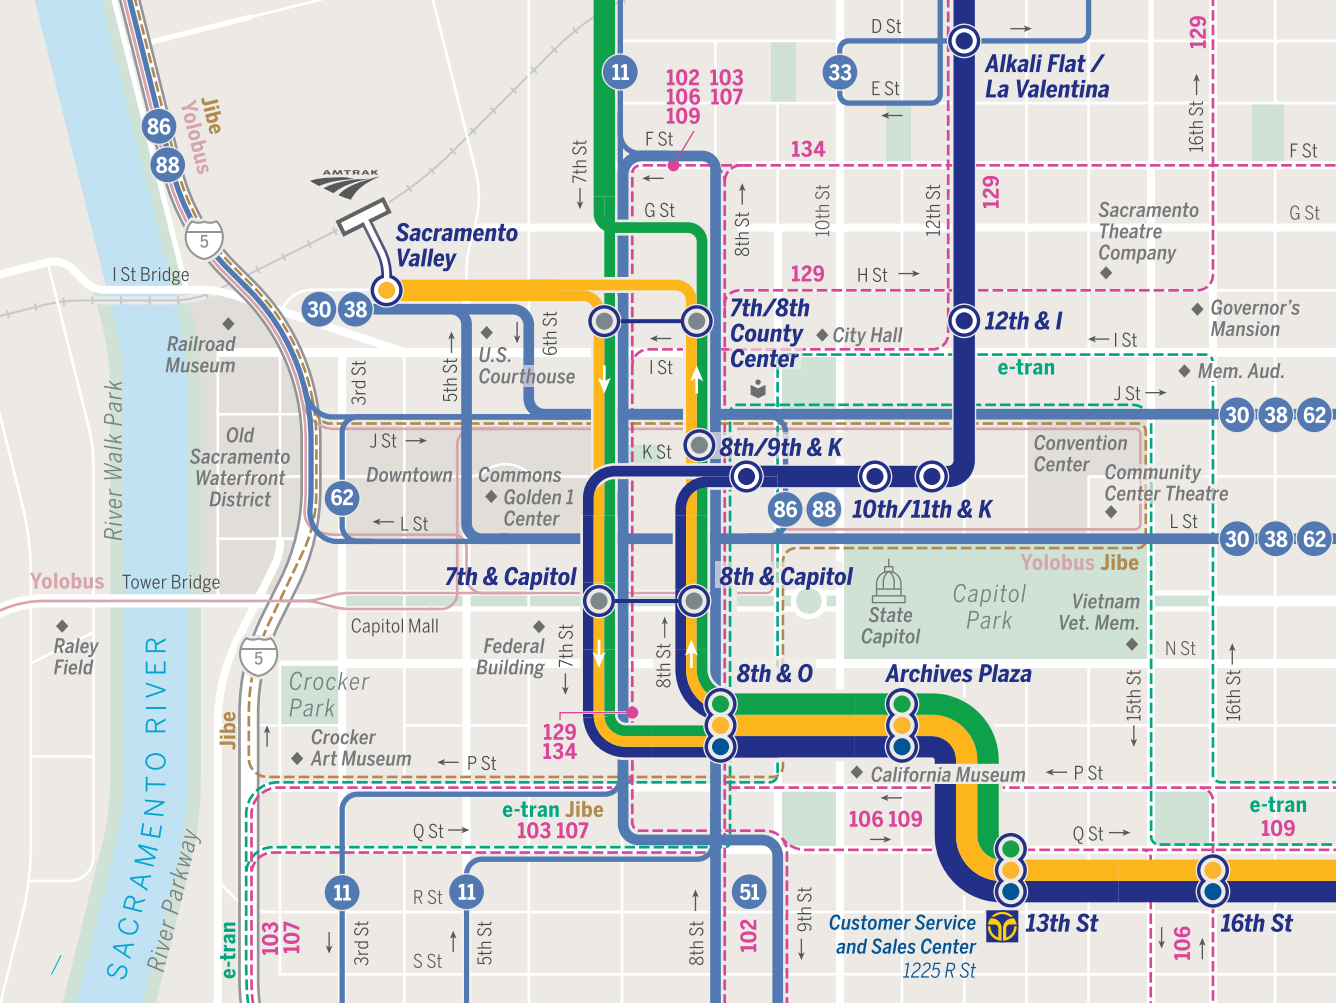 D St
11
102 103
106 107
109
33
Alkali Flat /
La Valentina
129
E St
16th St
86
88
Jibe
Yolobus
F St
134
F St
7th St
AMTRAK
8th St
10th St
12th St
129
G St
G St
Sacramento
Theatre
Company
Sacramento
Valley
5
I St Bridge
129
H St
30 38
7th/8th
County
Center
12th & I
Governor's
Mansion
City Hall
Railroad
Museum
U.S.
Courthouse
6th St
5th St
3rd St
I St
I St
e-tran
Mem. Aud.
J St
30 38 62
River Walk Park
Old
Sacramento
Waterfront
District
J St
K St
8th/9th & K
Convention
Center
Community
Center Theatre
Downtown
Commons
Golden 1
Center
62
L St
86 88
10th/11th & K
L St
30 38 62
Yolobus
Tower Bridge
7th & Capitol
8th & Capitol
State
Capitol
Capitol
Park
Yolobus Jibe
Vietnam
Vet. Mem.
Raley
Field
Capitol Mall
Federal
Building
7th St
8th St
N St
5
SACRAMENTO RIVER
Crocker
Park
8th & O
Archives Plaza
15th St
16th St
Jibe
Crocker
Art Museum
129
134
P St
California Museum
P St
e-tran Jibe
103 107
Q St
106 109
Q St
e-tran
109
River Parkway
11
11
51
R St
9th St
Customer Service
and Sales Center
1225 R St
13th St
16th St
e-tran
103
107
3rd St
S St
5th St
8th St
102
106